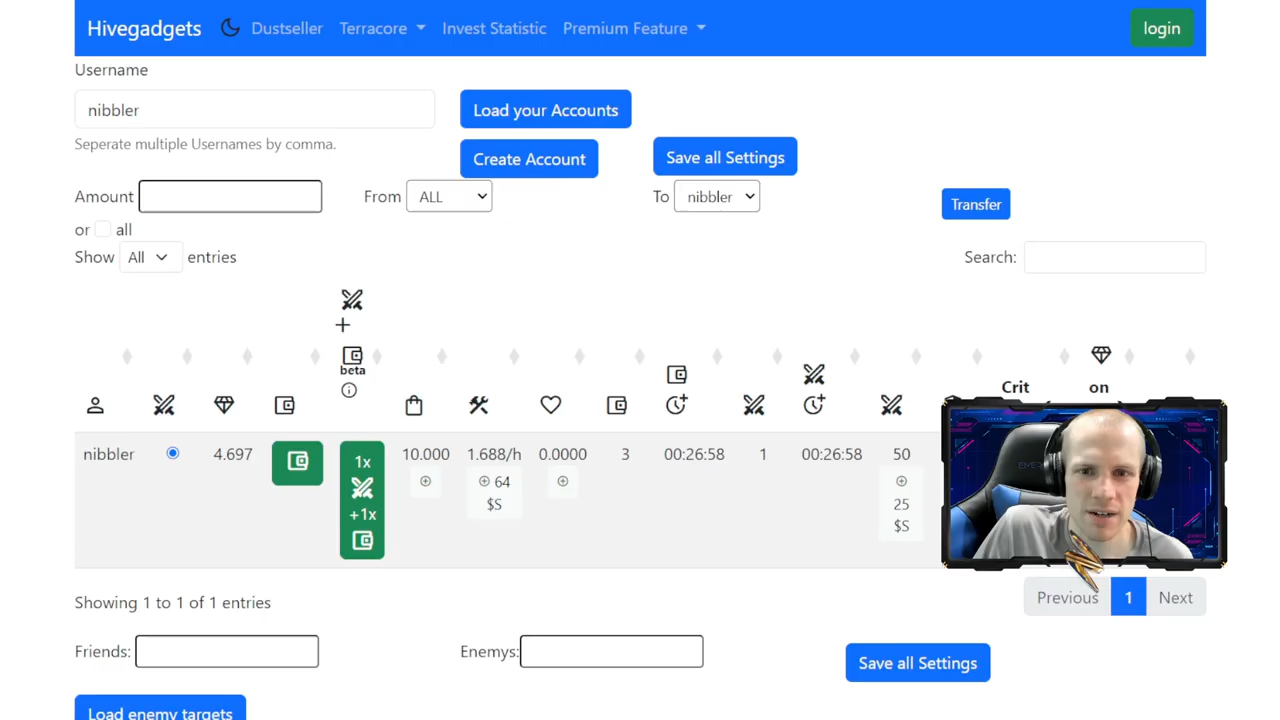 Hivegadgets Dustseller Terracore Invest Statistic Premium Feature login
Username
nibbler Load your Accounts
Seperate multiple Usernames by comma.
Create Account Save all Settings
Amount From ALL To nibbler Transfer
or all
Show All entries Search:
beta
Crit on
nibbler 4.697 1x 10.000 1.688/h 0.0000 3 00:26:58 1 00:26:58 50
64 25
$S $S
+1x
Showing 1 to 1 of 1 entries Previous 1 Next
Friends: Enemys: Save all Settings
Load enemy targets